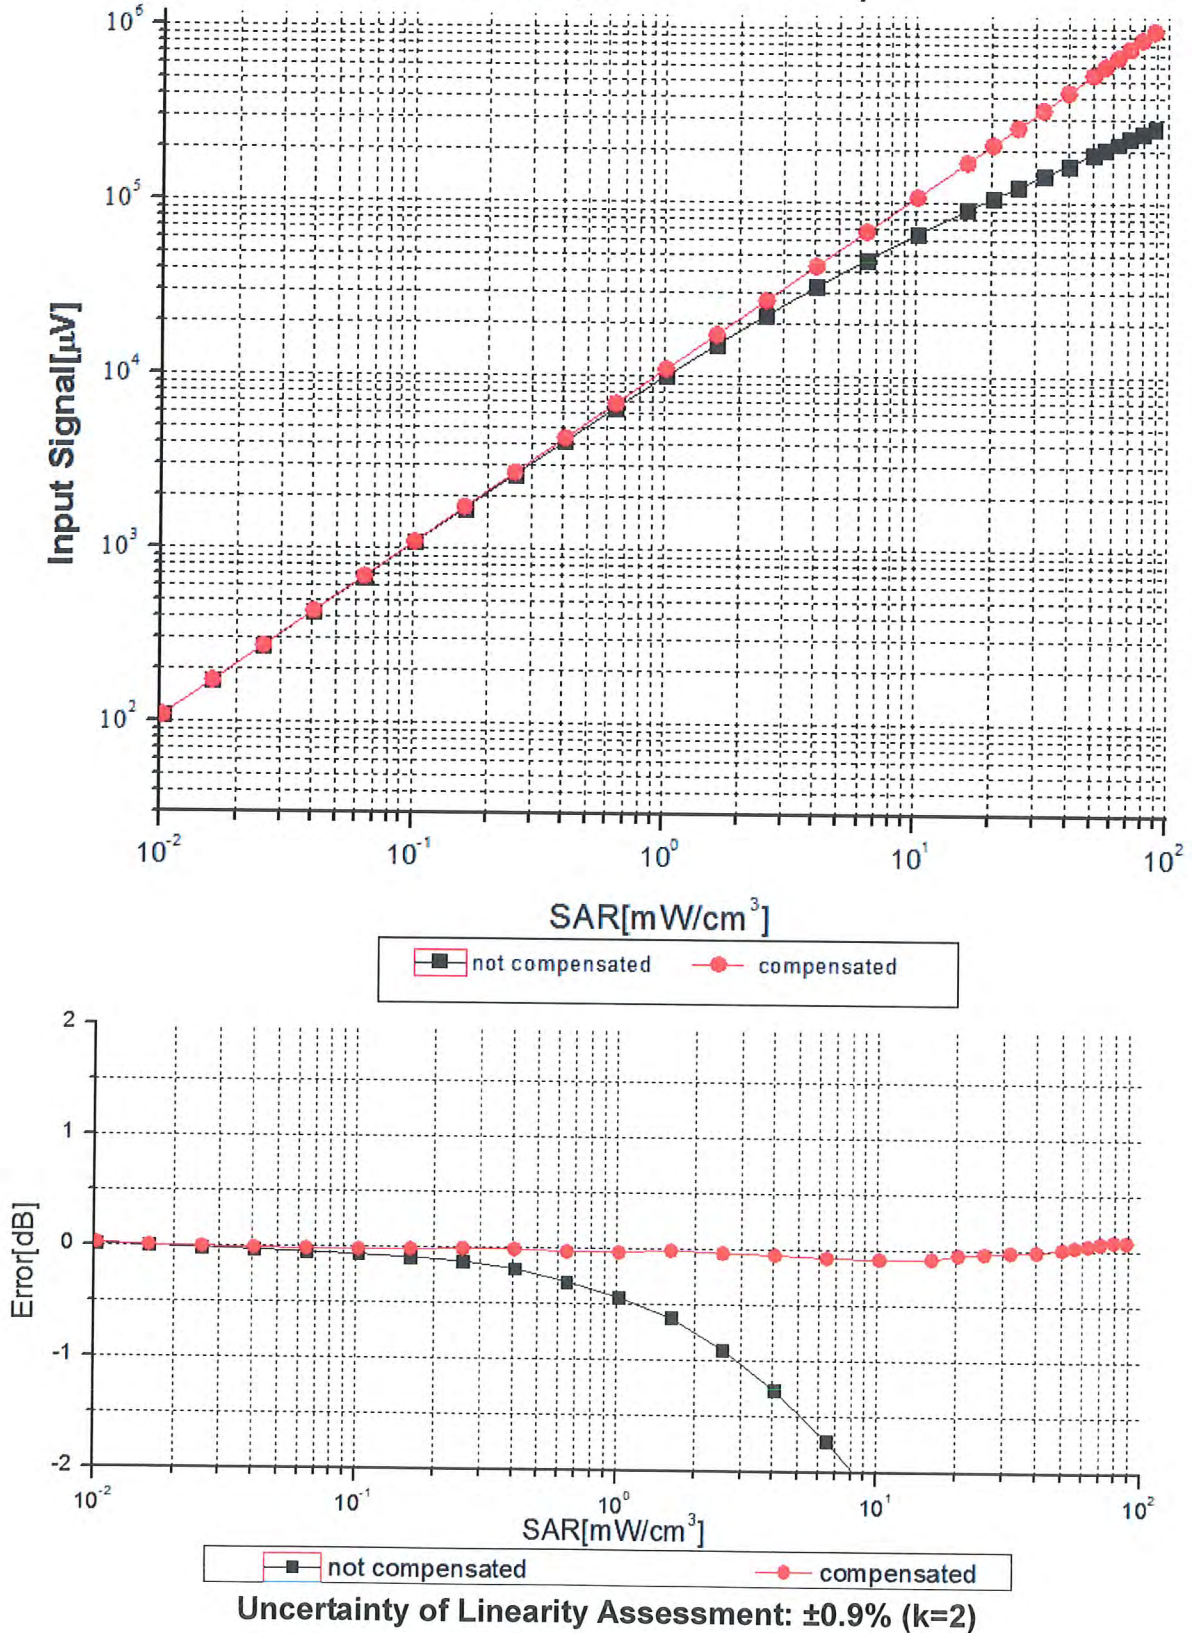 10^6
10^5
10^4
10^3
10^2
Input Signal[μV]
10^-2 10^-1 10^0 10^1 10^2
SAR[mW/cm^3]
not compensated compensated
2
1
0
-1
-2
Error[dB]
10^-2 10^-1 10^0 10^1 10^2
SAR[mW/cm^3]
not compensated compensated
Uncertainty of Linearity Assessment: ±0.9% (k=2)